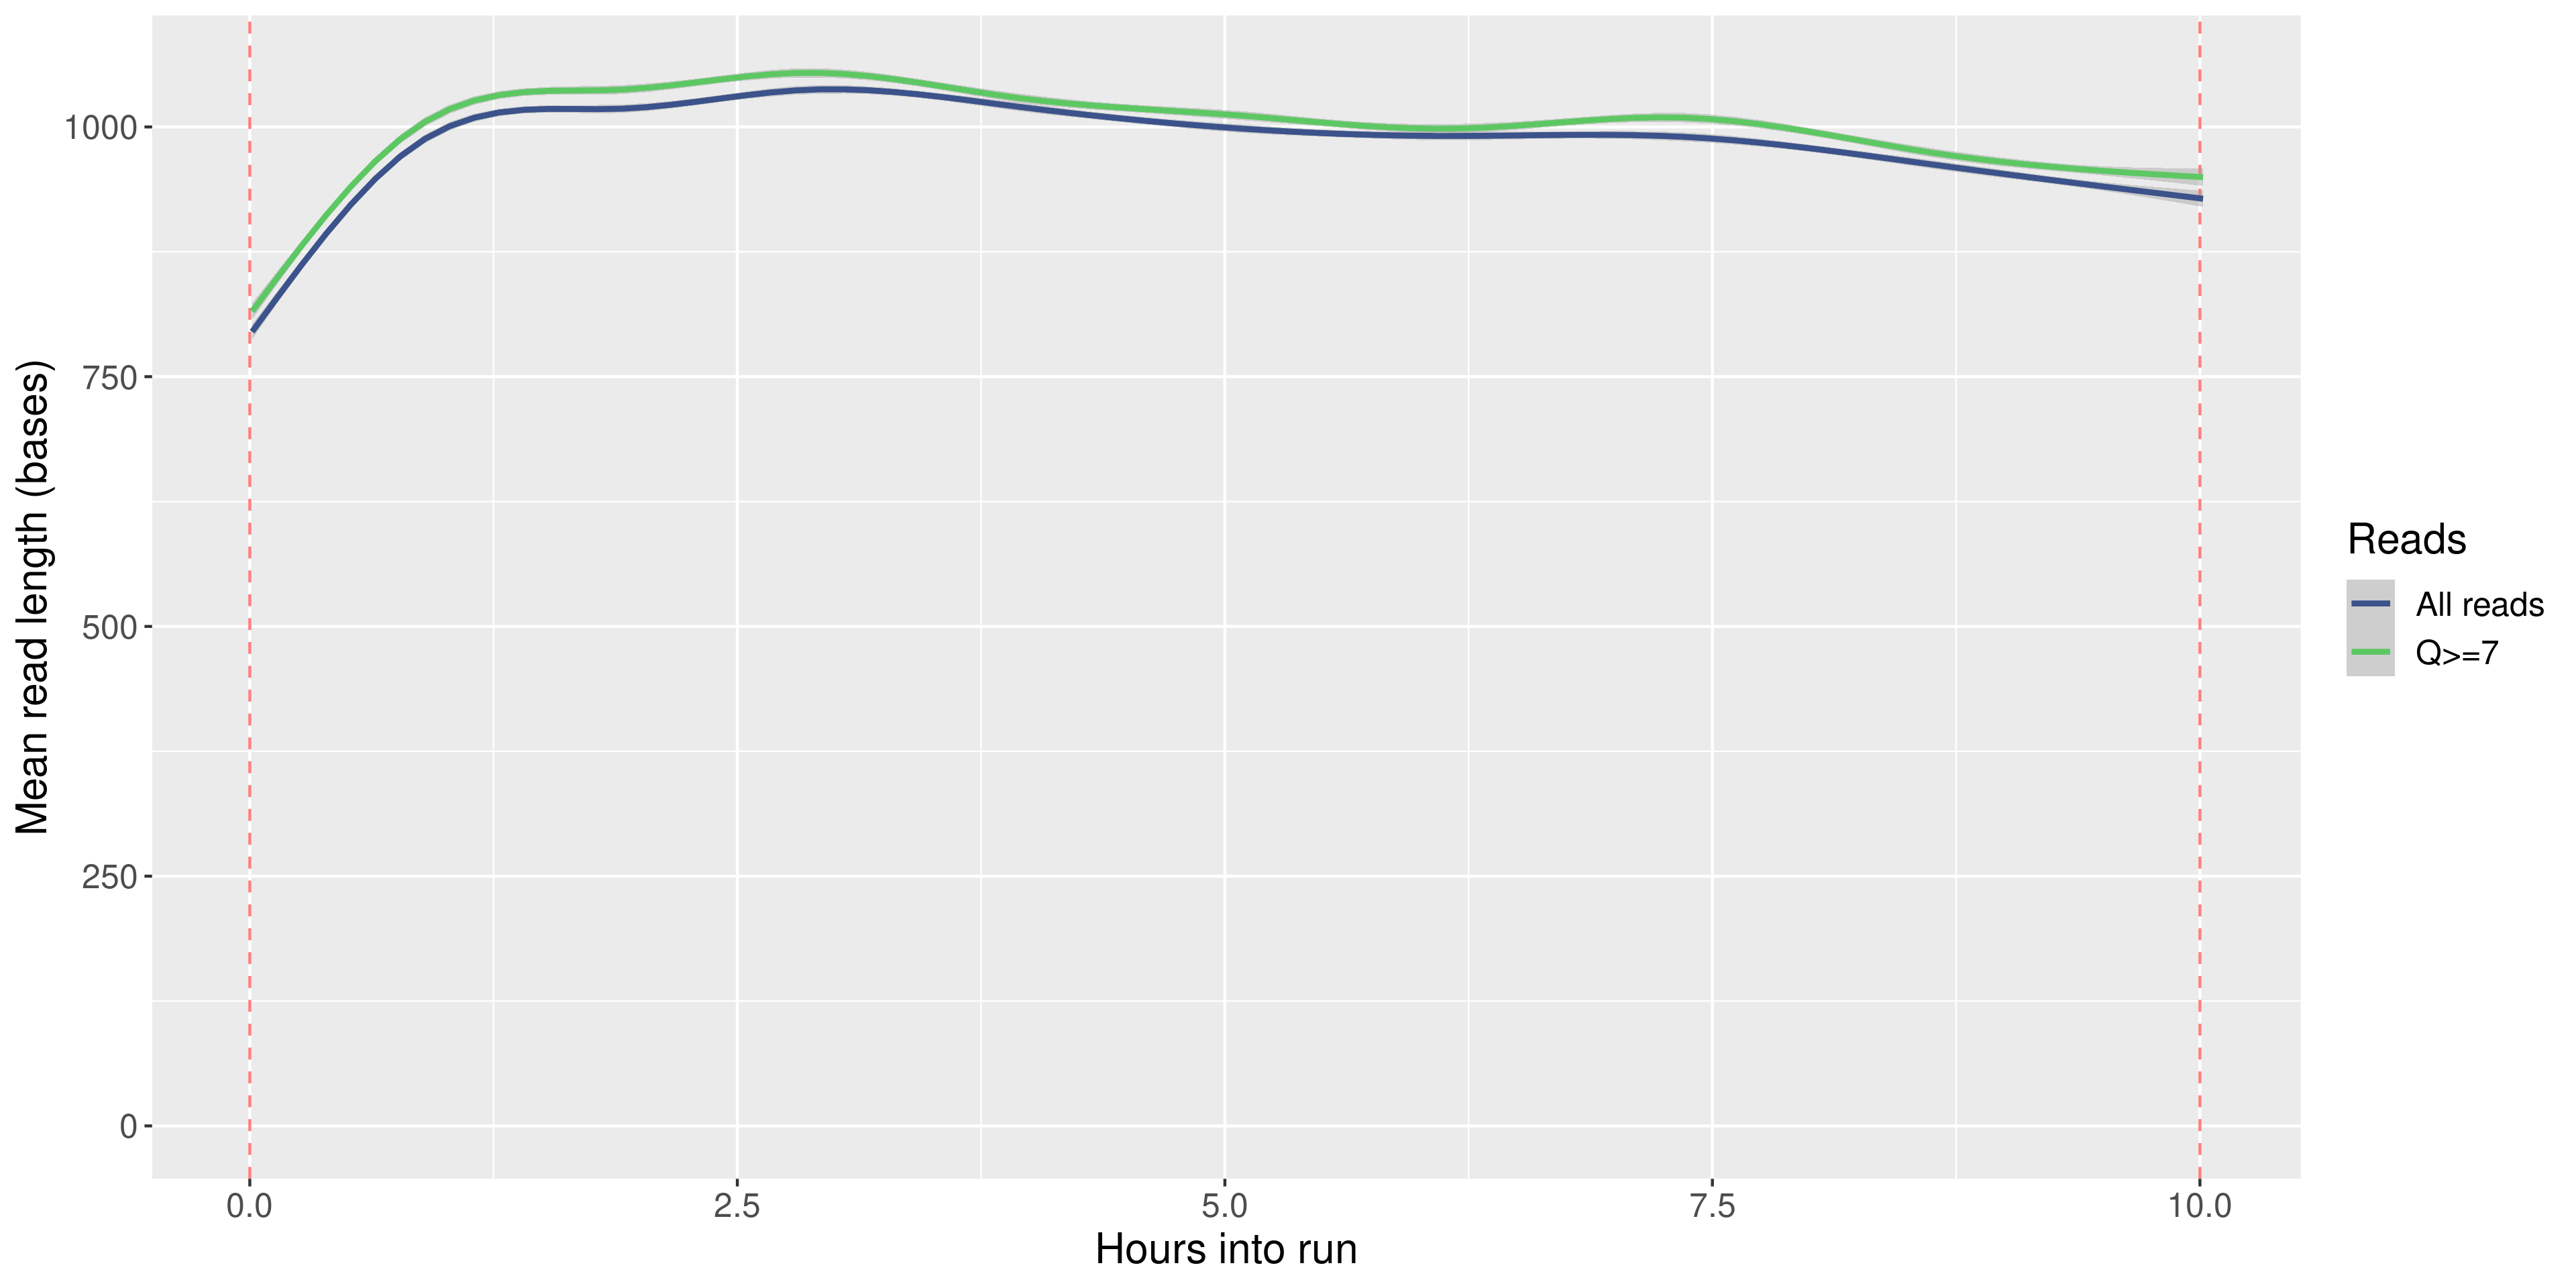 Mean read length (bases)
1000
750
500
250
0
0.0 2.5 5.0 7.5 10.0
Hours into run
Reads
All reads
Q>=7